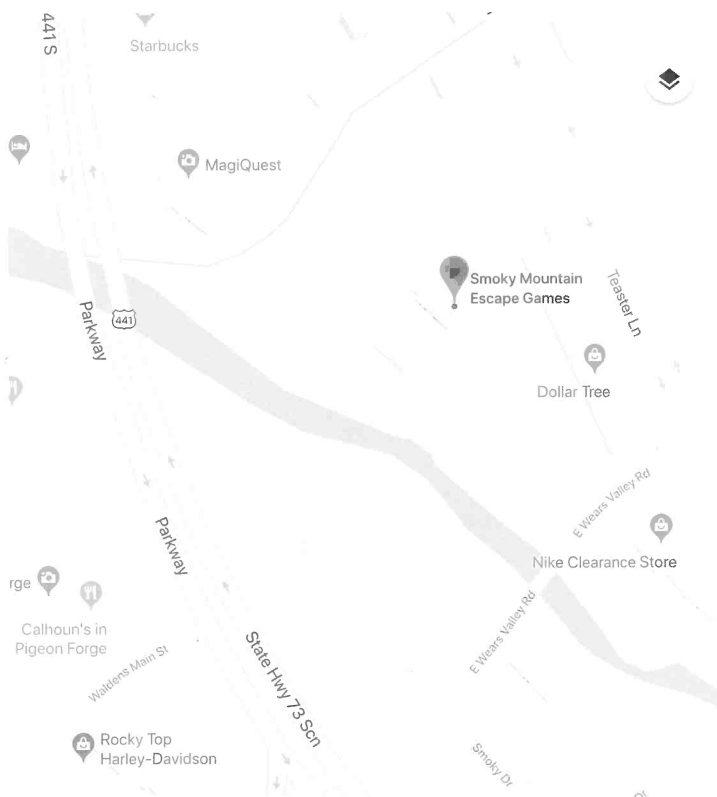 441 S
Starbucks
MagiQuest
Smoky Mountain
Escape Games
Teaster Ln
Parkway
441
Dollar Tree
E Wears Valley Rd
Parkway
Nike Clearance Store
rge
Calhoun's in
Pigeon Forge
E Wears Valley Rd
Waldens Main St
State Hwy 73 Scn
Rocky Top
Harley-Davidson
Smoky Dr